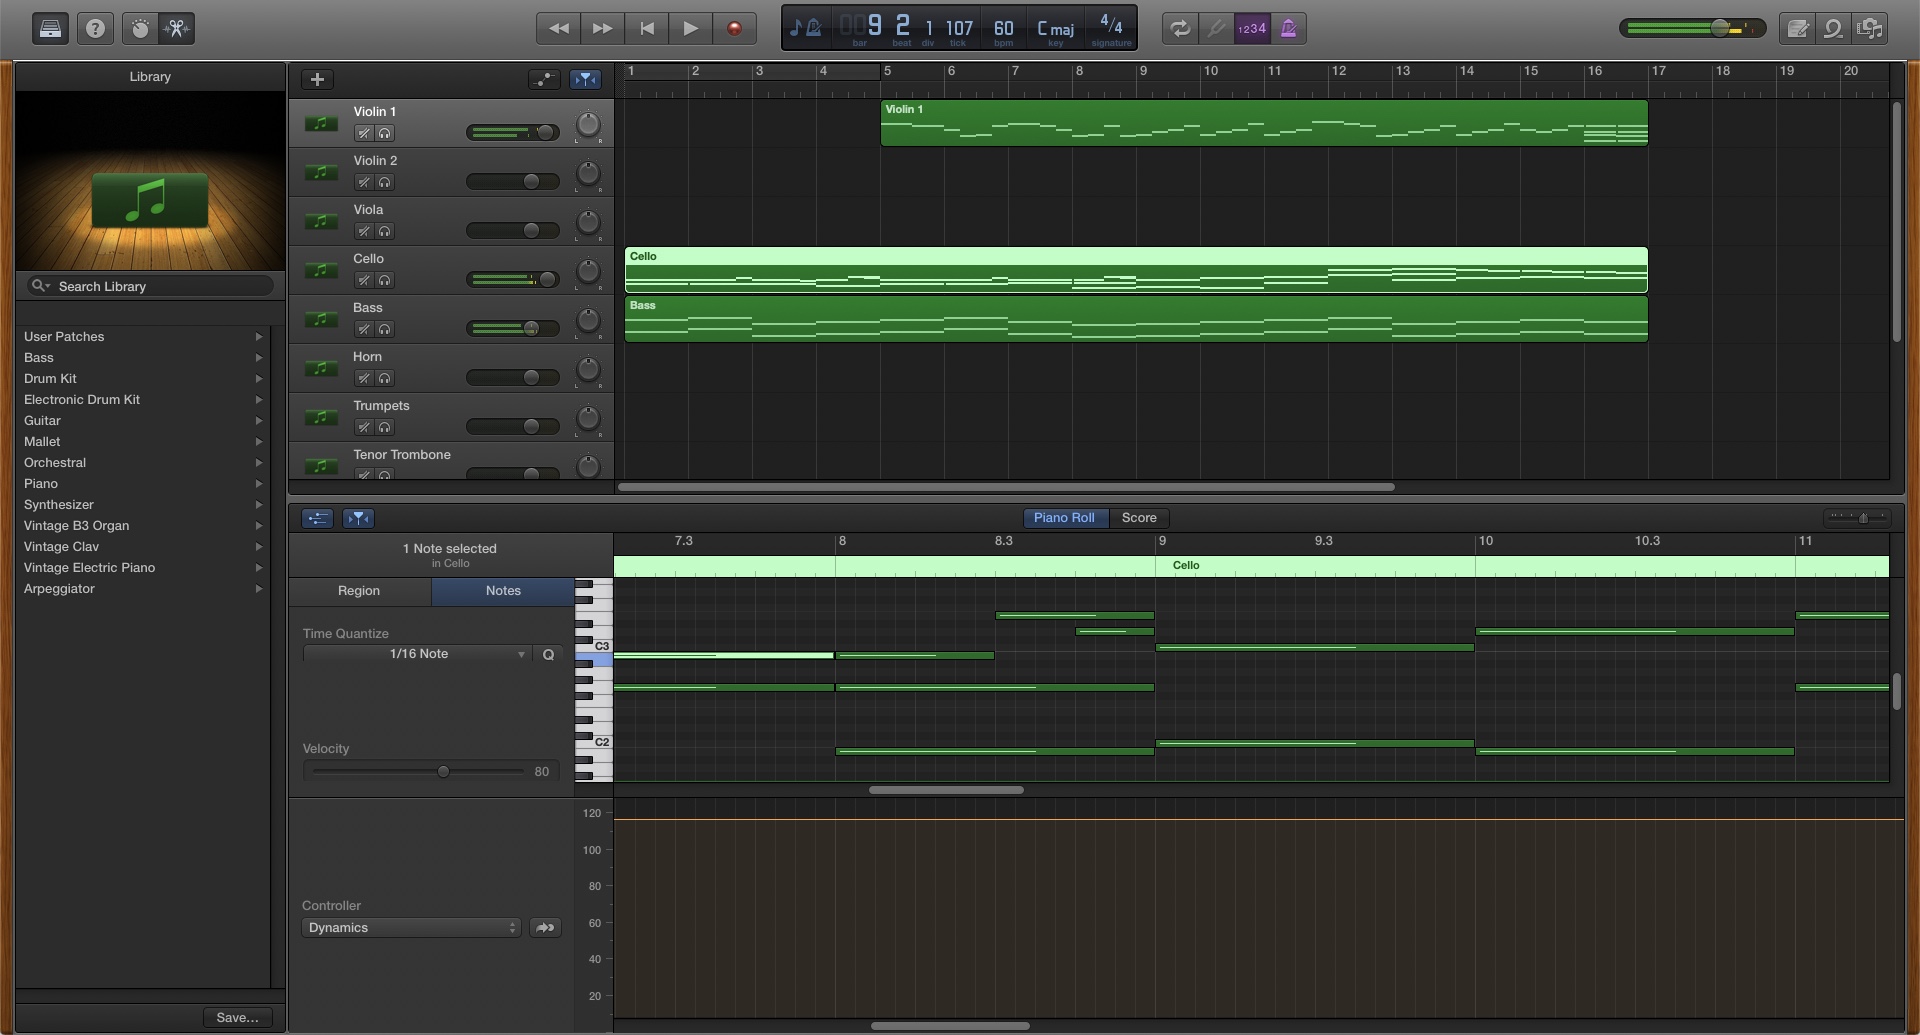 9 2 1 107 60 C maj 4/4
bar beat div tick bpm key signature
1234
Library
Search Library
User Patches
Bass
Drum Kit
Electronic Drum Kit
Guitar
Mallet
Orchestral
Piano
Synthesizer
Vintage B3 Organ
Vintage Clav
Vintage Electric Piano
Arpeggiator
Save...
1 2 3 4 5 6 7 8 9 10 11 12 13 14 15 16 17 18 19 20
Violin 1
L R
Violin 2
L R
Viola
L R
Cello
L R
Bass
L R
Horn
L R
Trumpets
L R
Tenor Trombone
Violin 1
Cello
Bass
Piano Roll Score
1 Note selected
in Cello
7.3 8 8.3 9 9.3 10 10.3 11
Cello
Region Notes
Time Quantize
1/16 Note Q
Velocity
80
C3
C2
Controller
Dynamics
120
100
80
60
40
20